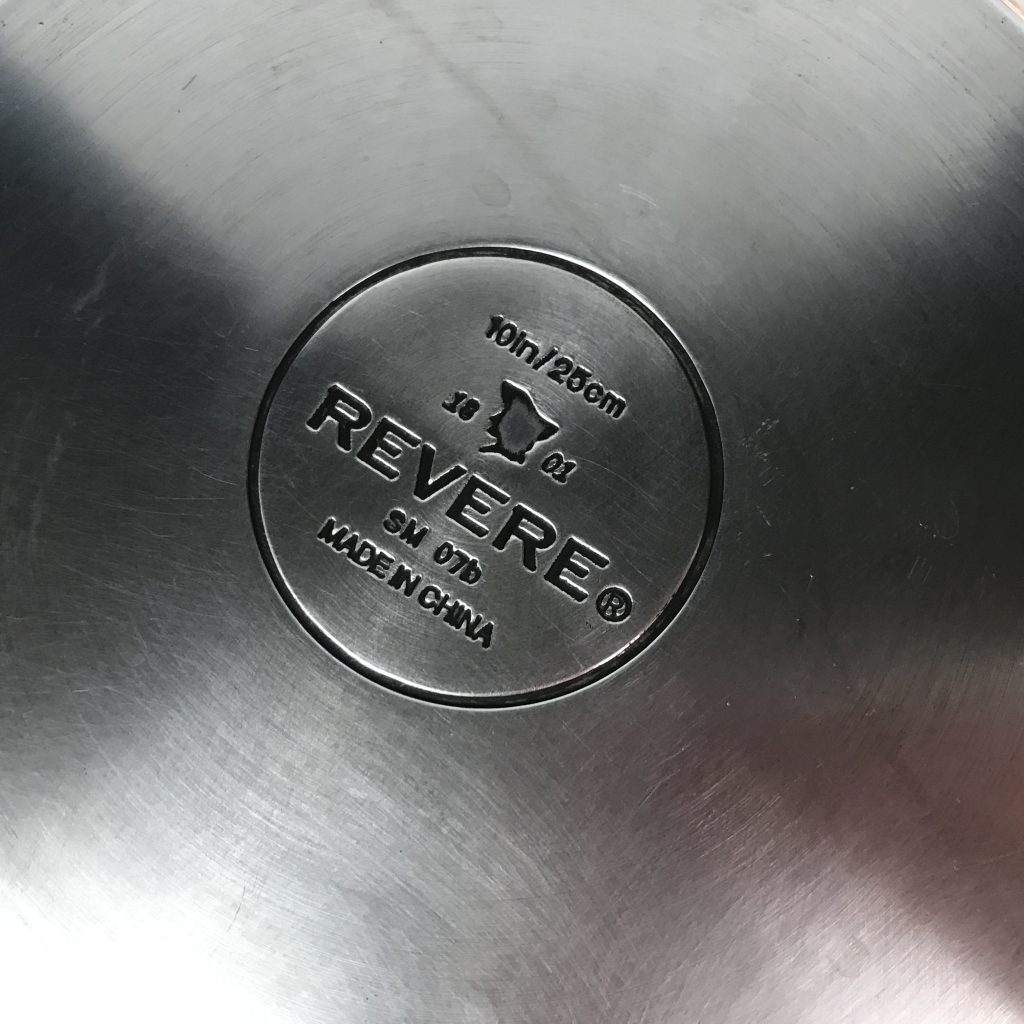 10in/25cm
18 01
REVERE®
SM 07b
MADE IN CHINA